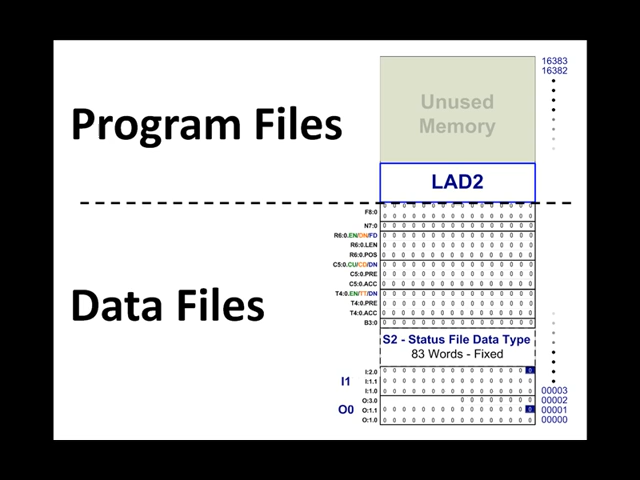 16383
16382
Unused
Memory
Program Files
LAD2
F8:0
N7:0
R6:0.EN/DN/FD
R6:0.LEN
R6:0.POS
C5:0.CU/CD/DN
C5:0.PRE
C5:0.ACC
T4:0.EN/TT/DN
T4:0.PRE
T4:0.ACC
B3:0
Data Files
S2 - Status File Data Type
83 Words - Fixed
I1
I:2.0
I:1.1
I:1.0
O0
O:3.0
O:1.1
O:1.0
00003
00002
00001
00000